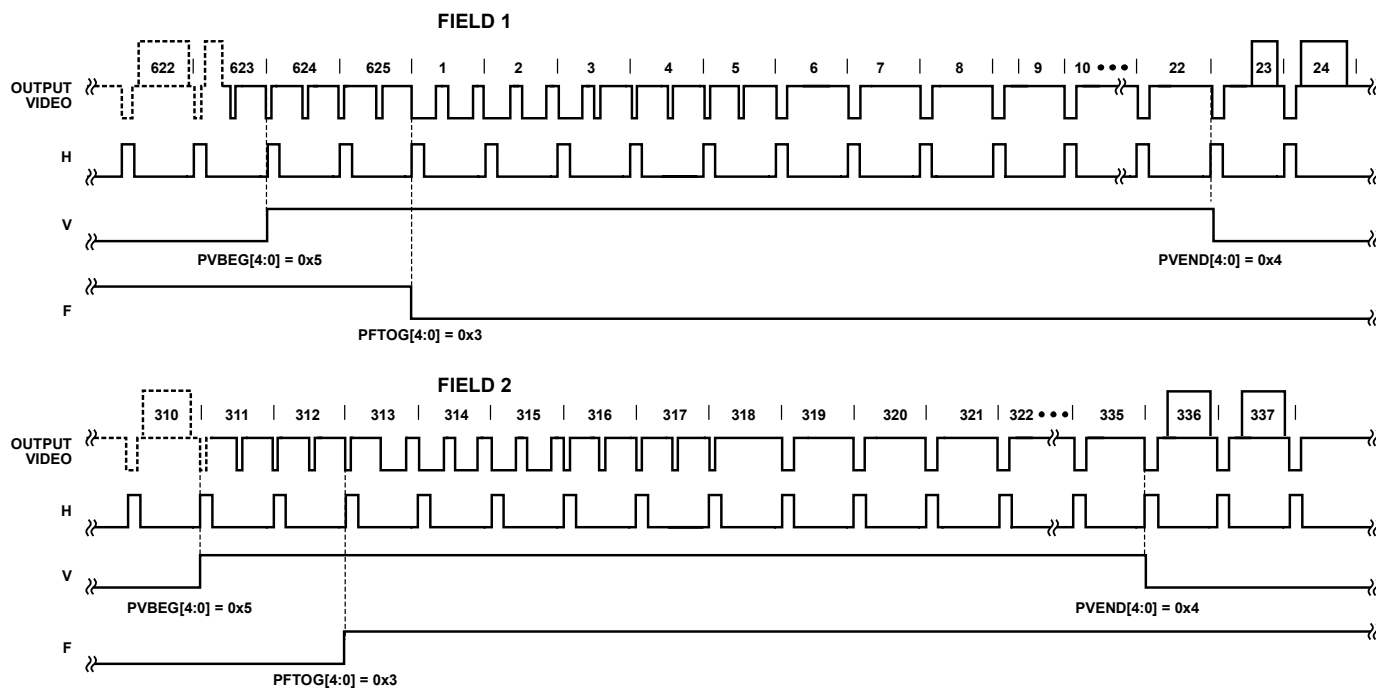 FIELD 1
622 623 624 625 1 2 3 4 5 6 7 8 9 10 ••• 22 23 24
OUTPUT
VIDEO
H
V
PVBEG[4:0] = 0x5 PVEND[4:0] = 0x4
F
PFTOG[4:0] = 0x3
FIELD 2
310 311 312 313 314 315 316 317 318 319 320 321 322 ••• 335 336 337
OUTPUT
VIDEO
H
V
PVBEG[4:0] = 0x5 PVEND[4:0] = 0x4
F
PFTOG[4:0] = 0x3